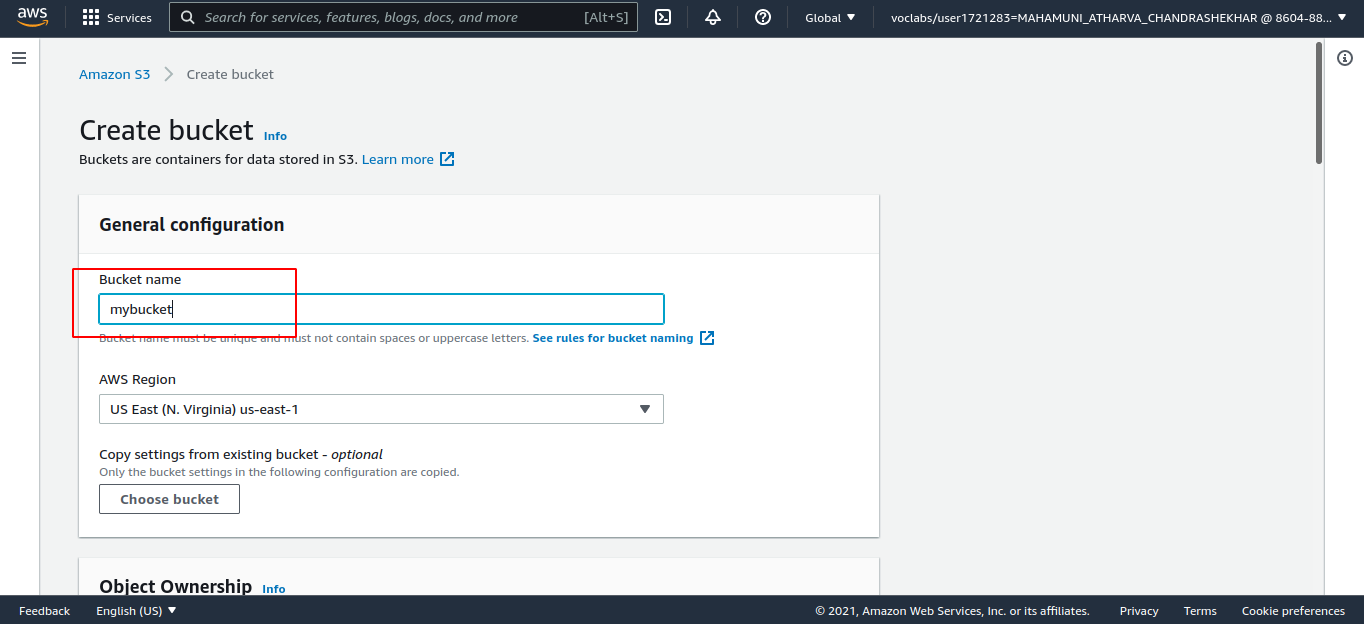 aws Services Search for services, features, blogs, docs, and more [Alt+S] Global voclabs/user1721283=MAHAMUNI_ATHARVA_CHANDRASHEKHAR @ 8604-88...
Amazon S3 Create bucket
Create bucket Info
Buckets are containers for data stored in S3. Learn more
General configuration
Bucket name
mybucket
Bucket name must be unique and must not contain spaces or uppercase letters. See rules for bucket naming
AWS Region
US East (N. Virginia) us-east-1
Copy settings from existing bucket - optional
Only the bucket settings in the following configuration are copied.
Choose bucket
Object Ownership Info
Feedback English (US) © 2021, Amazon Web Services, Inc. or its affiliates. Privacy Terms Cookie preferences